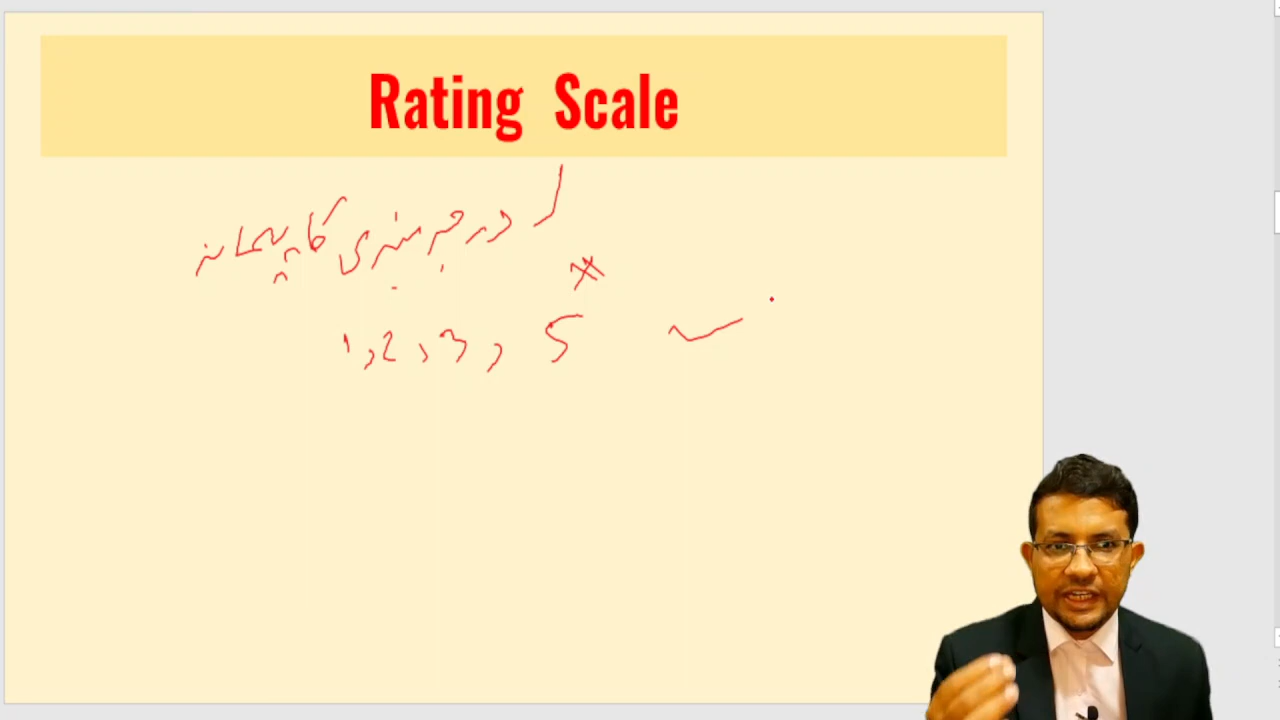 Rating Scale
درجہ بندی کا پیمانہ
1, 2, 3, 5